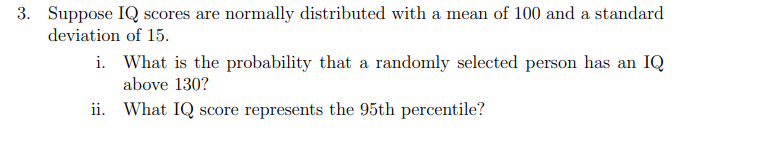 3. Suppose IQ scores are normally distributed with a mean of 100 and a standard
deviation of 15.
i. What is the probability that a randomly selected person has an IQ
above 130?
ii. What IQ score represents the 95th percentile?